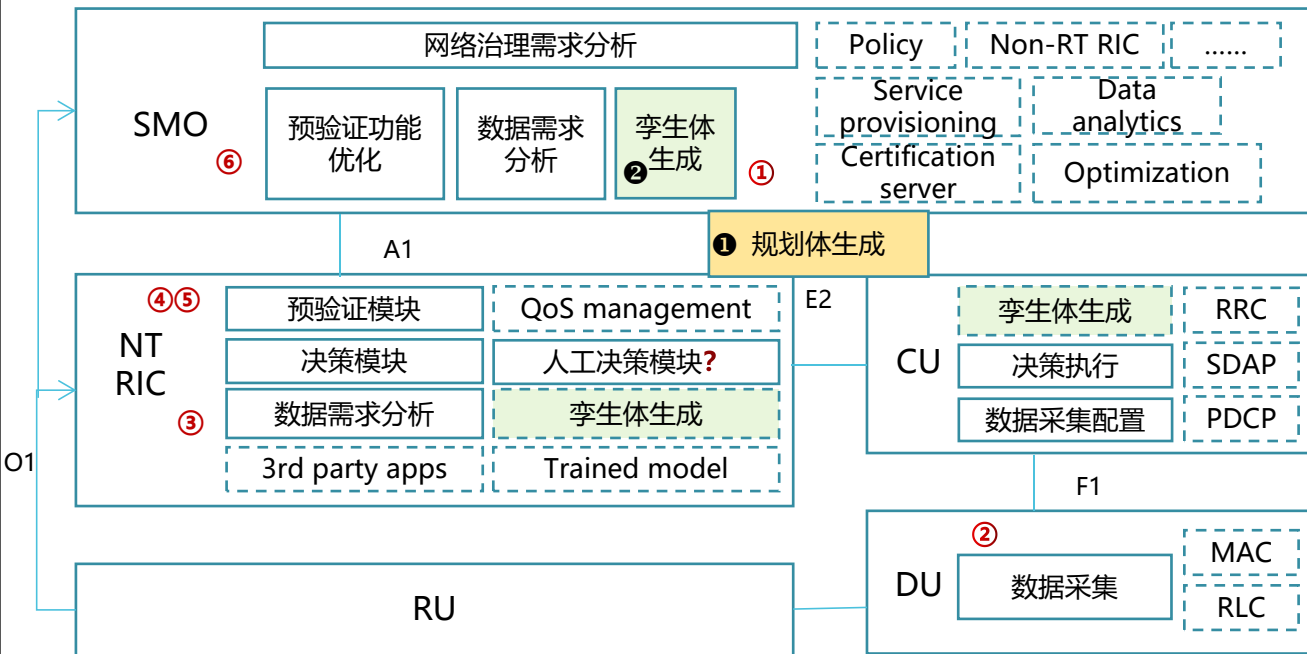 网络治理需求分析
Policy
Non-RT RIC
......
SMO
⑥
预验证功能
优化
数据需求
分析
孪生体
❷生成
①
Service
provisioning
Data
analytics
Certification
server
Optimization
A1
❶ 规划体生成
E2
NT
RIC
④⑤
③
预验证模块
QoS management
决策模块
人工决策模块?
数据需求分析
孪生体生成
3rd party apps
Trained model
CU
孪生体生成
RRC
决策执行
SDAP
数据采集配置
PDCP
O1
F1
RU
DU
②
数据采集
MAC
RLC